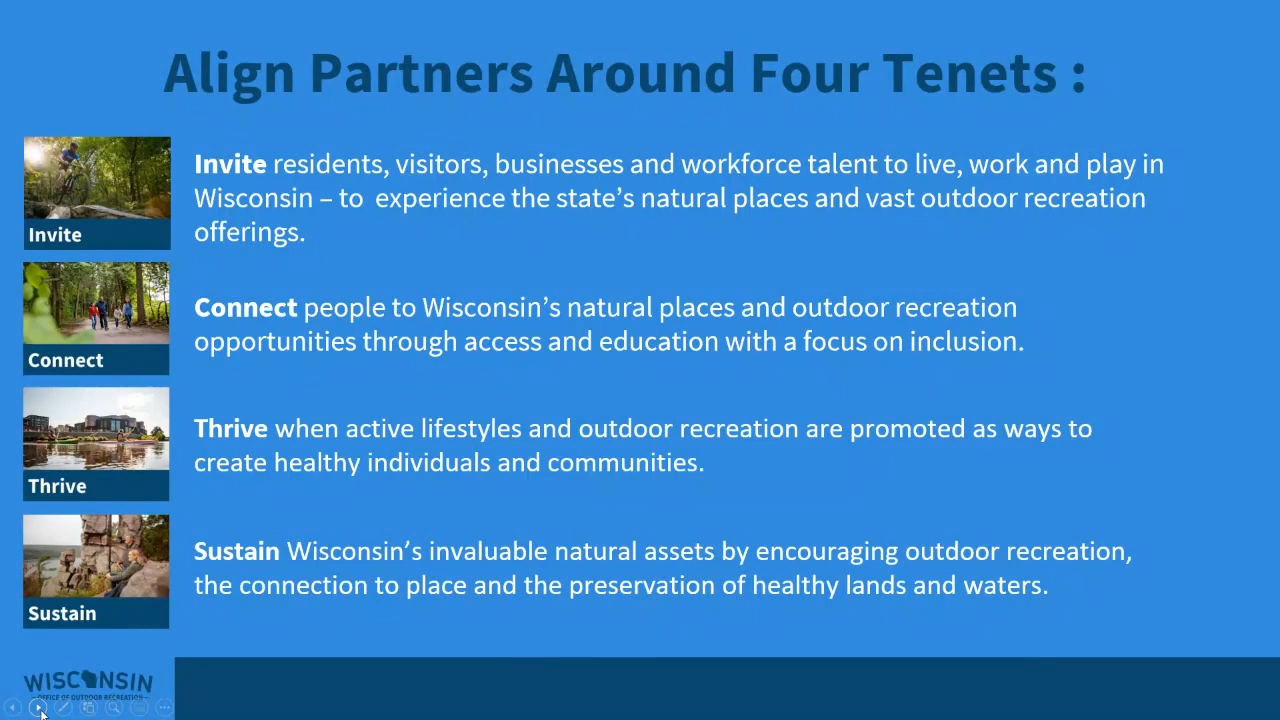 Align Partners Around Four Tenets :
Invite
Invite residents, visitors, businesses and workforce talent to live, work and play in
Wisconsin – to  experience the state’s natural places and vast outdoor recreation
offerings.
Connect
Connect people to Wisconsin’s natural places and outdoor recreation
opportunities through access and education with a focus on inclusion.
Thrive
Thrive when active lifestyles and outdoor recreation are promoted as ways to
create healthy individuals and communities.
Sustain
Sustain Wisconsin’s invaluable natural assets by encouraging outdoor recreation,
the connection to place and the preservation of healthy lands and waters.
WISCONSIN
OFFICE OF OUTDOOR RECREATION